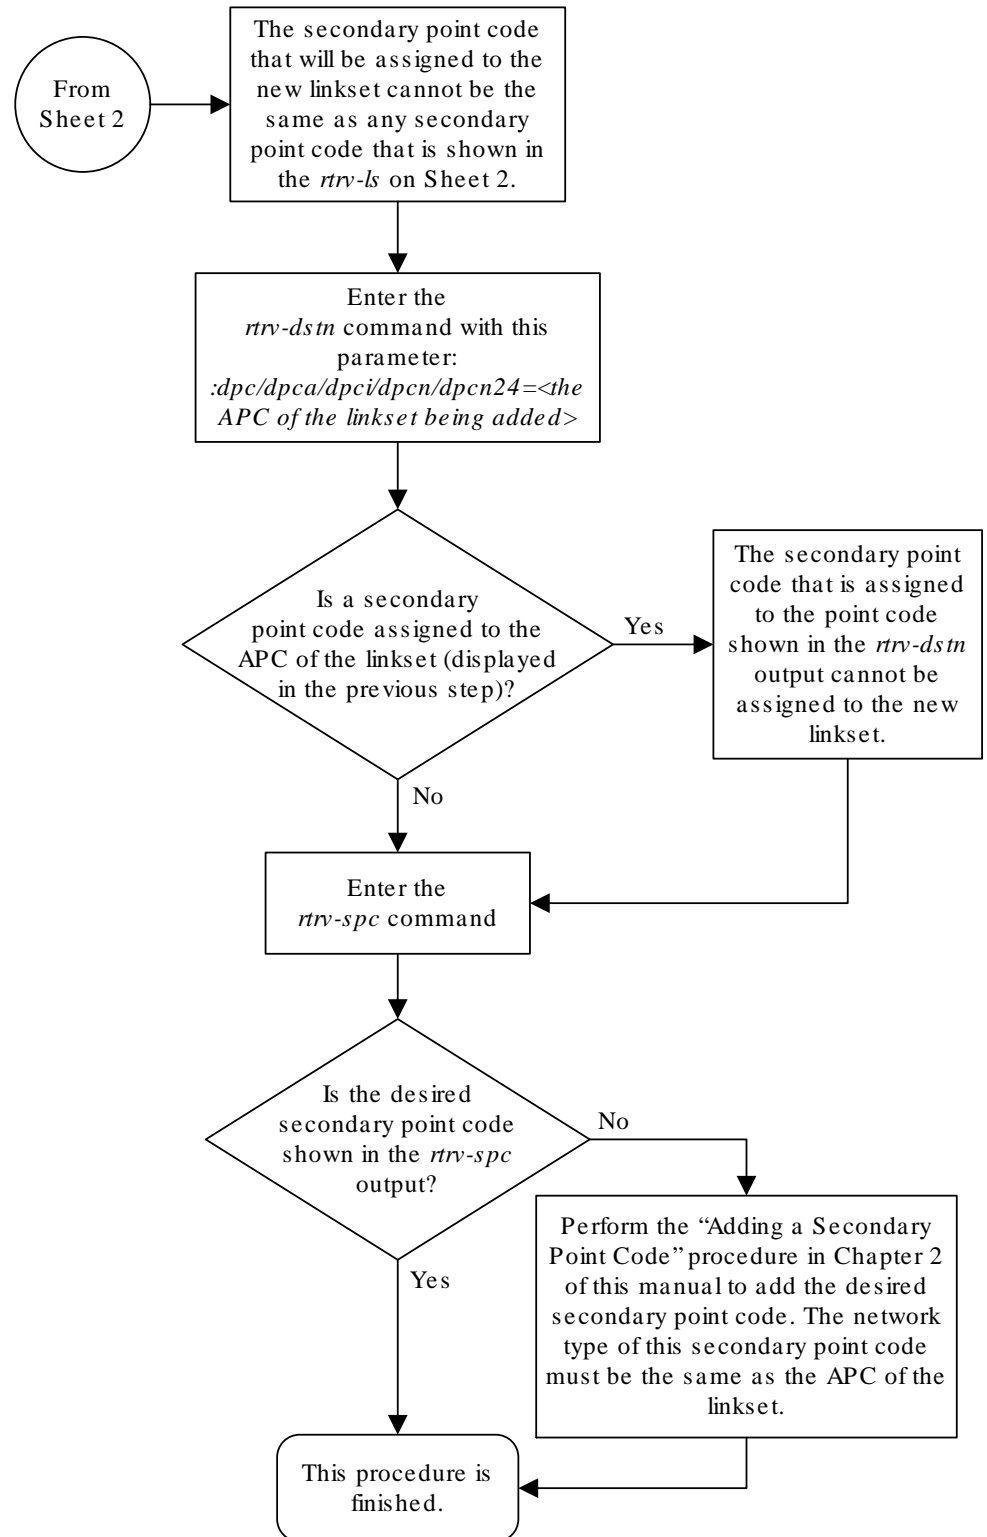 The secondary point code
that will be assigned to the
new linkset cannot be the
same as any secondary
point code that is shown in
the rtrv-ls on Sheet 2.
From
Sheet 2
Enter the
rtrv-dstn command with this
parameter:
:dpc/dpca/dpci/dpcn/dpcn24=<the
APC of the linkset being added>
Is a secondary
point code assigned to the
APC of the linkset (displayed
in the previous step)?
Yes
The secondary point
code that is assigned
to the point code
shown in the rtrv-dstn
output cannot be
assigned to the new
linkset.
No
Enter the
rtrv-spc command
Is the desired
secondary point code
shown in the rtrv-spc
output?
No
Perform the “Adding a Secondary
Point Code” procedure in Chapter 2
of this manual to add the desired
secondary point code. The network
type of this secondary point code
must be the same as the APC of the
linkset.
Yes
This procedure is
finished.